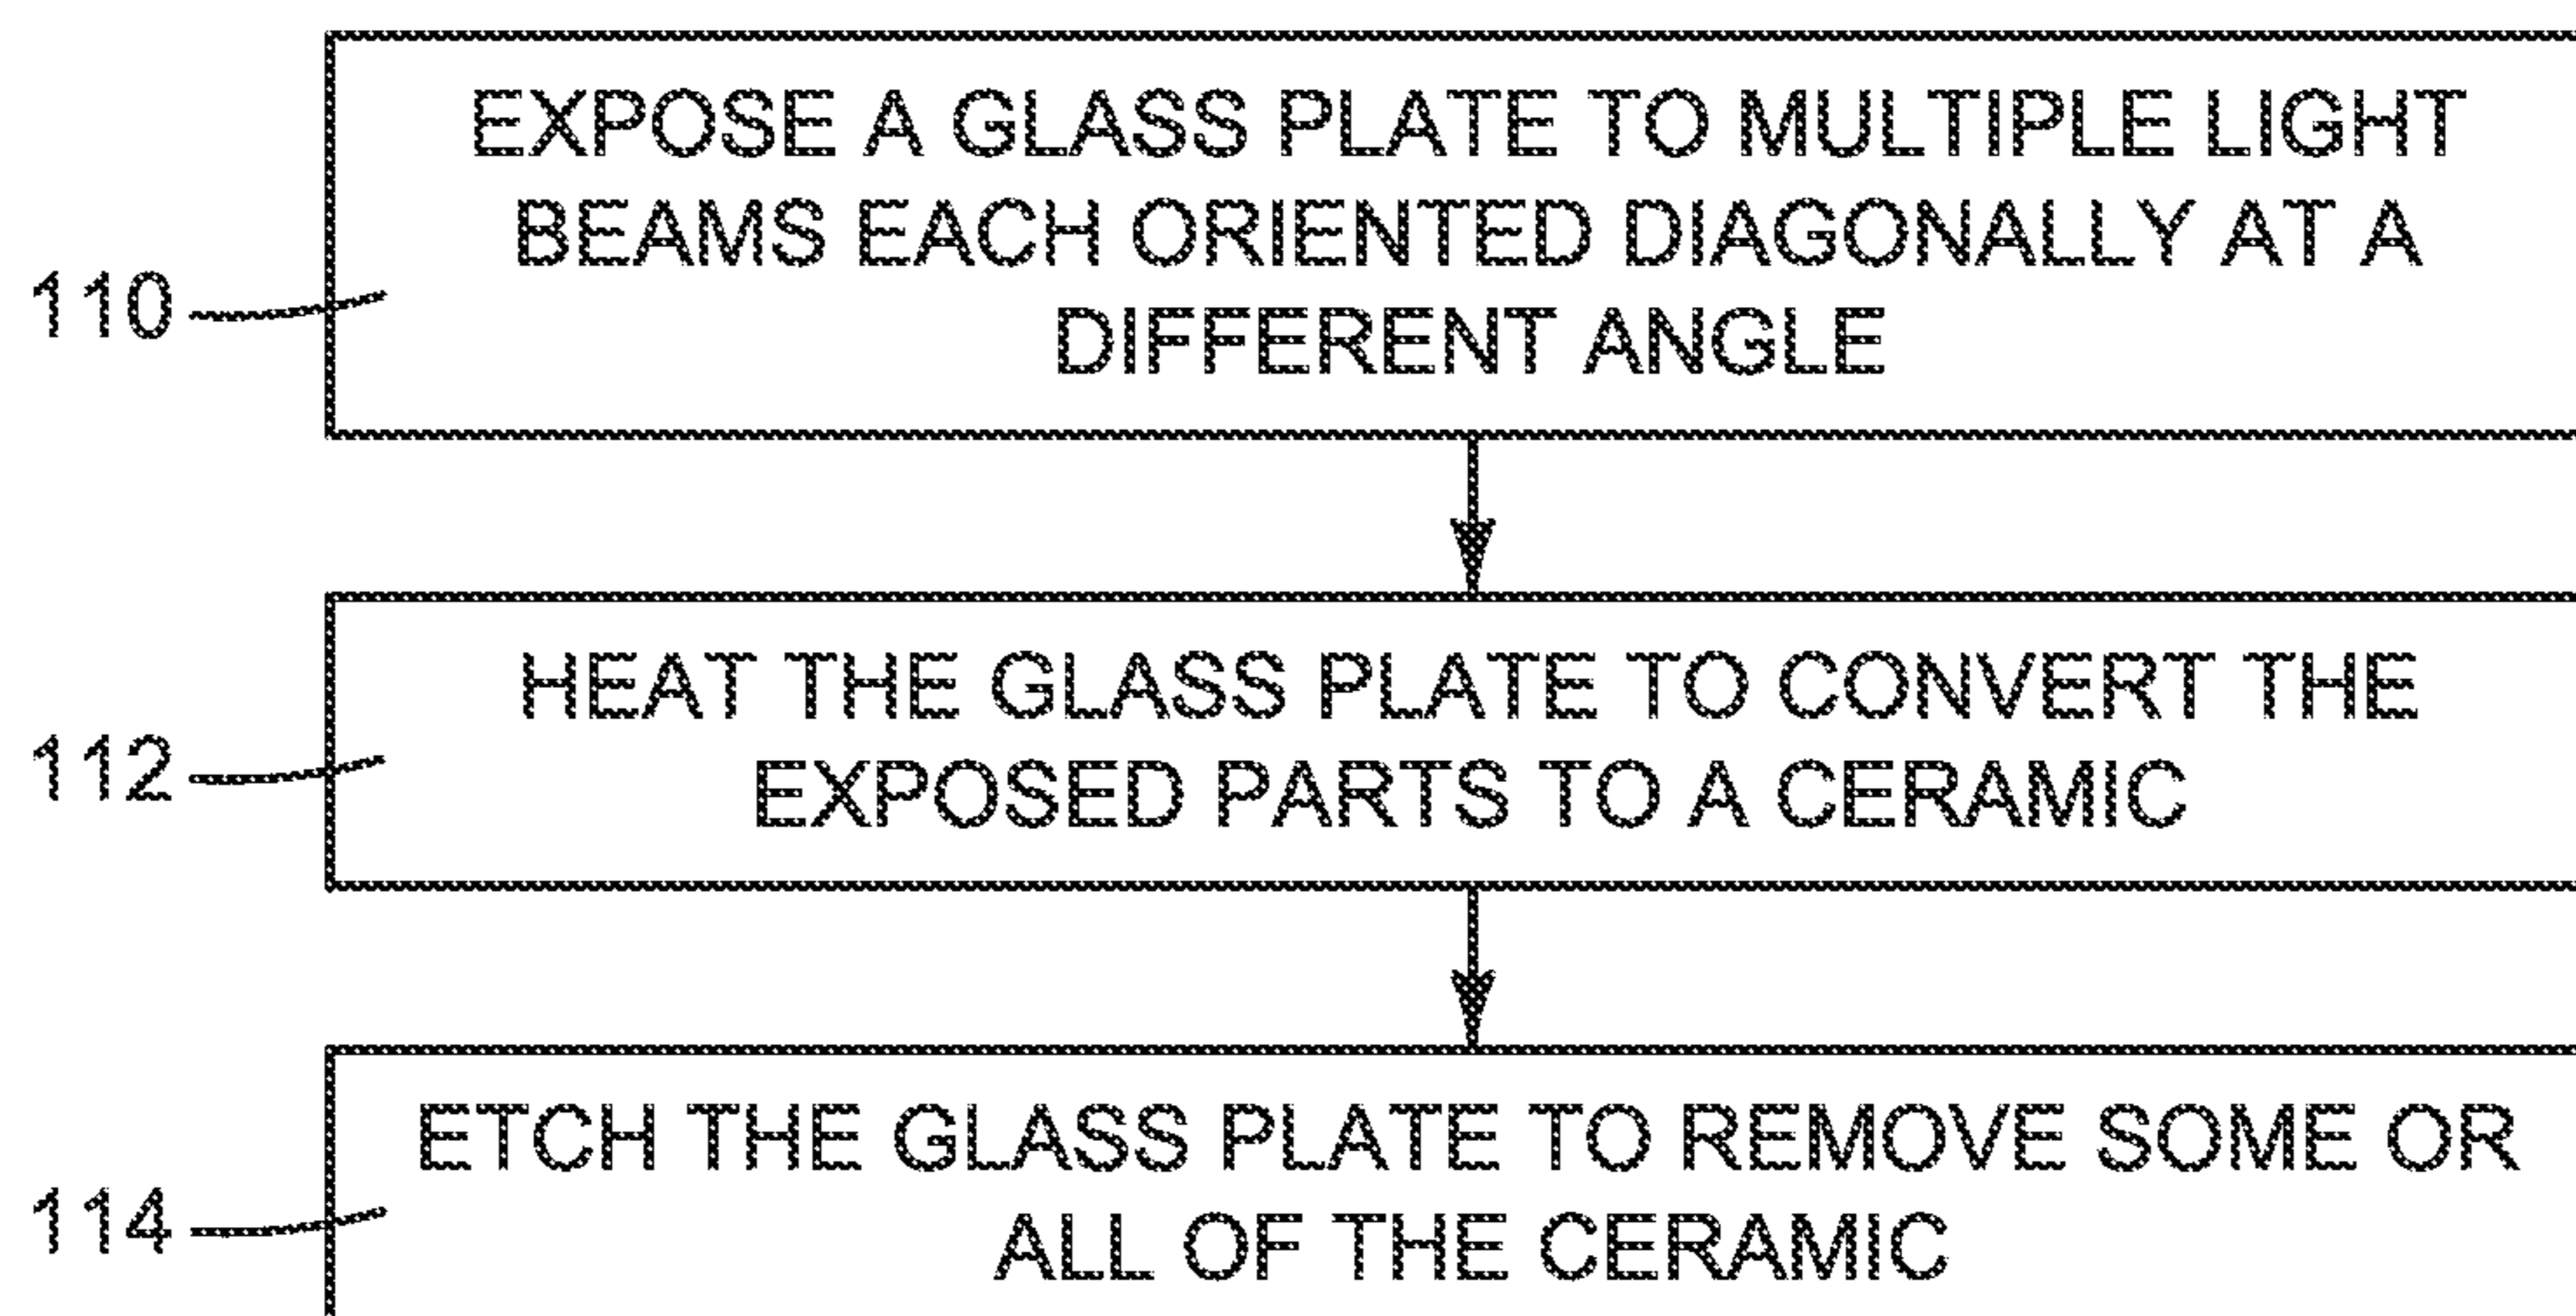 EXPOSE A GLASS PLATE TO MULTIPLE LIGHT
BEAMS EACH ORIENTED DIAGONALLY AT A
110
DIFFERENT ANGLE
HEAT THE GLASS PLATE TO CONVERT THE
112
EXPOSED PARTS TO A CERAMIC
ETCH THE GLASS PLATE TO REMOVE SOME OR
114
ALL OF THE CERAMIC